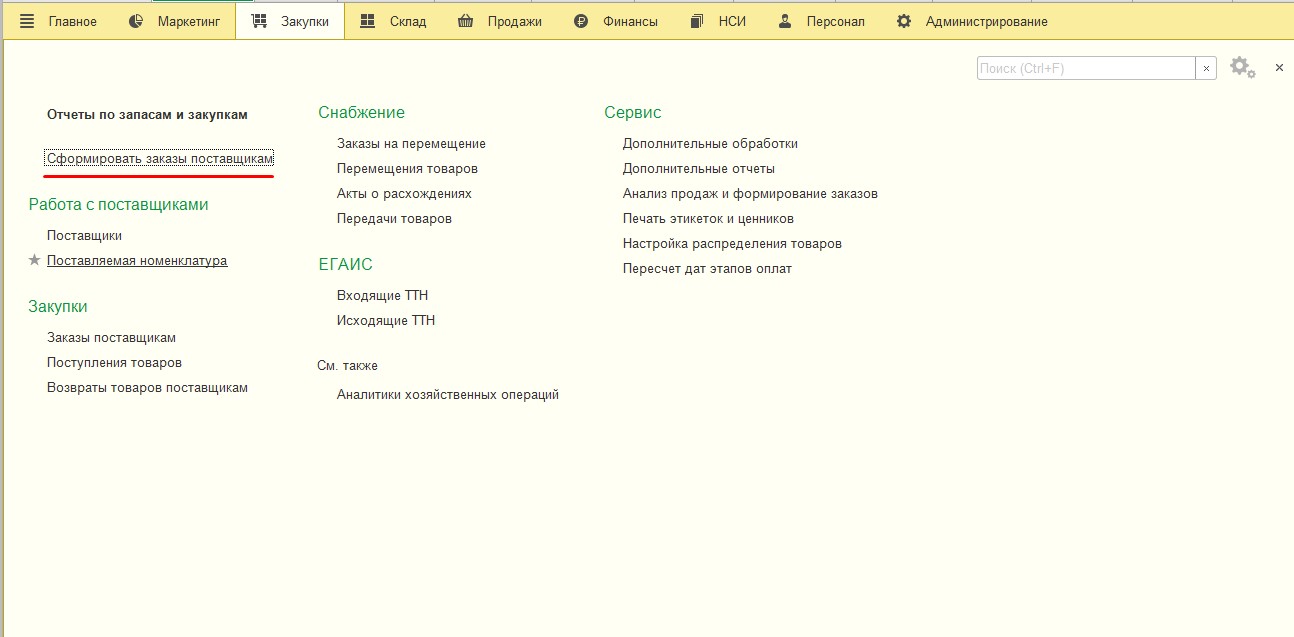 Главное Маркетинг Закупки Склад Продажи Финансы НСИ Персонал Администрирование
Поиск (Ctrl+F)
Отчеты по запасам и закупкам
Сформировать заказы поставщикам
Работа с поставщиками
Поставщики
Поставляемая номенклатура
Закупки
Заказы поставщикам
Поступления товаров
Возвраты товаров поставщикам
Снабжение
Заказы на перемещение
Перемещения товаров
Акты о расхождениях
Передачи товаров
ЕГАИС
Входящие ТТН
Исходящие ТТН
См. также
Аналитики хозяйственных операций
Сервис
Дополнительные обработки
Дополнительные отчеты
Анализ продаж и формирование заказов
Печать этикеток и ценников
Настройка распределения товаров
Пересчет дат этапов оплат